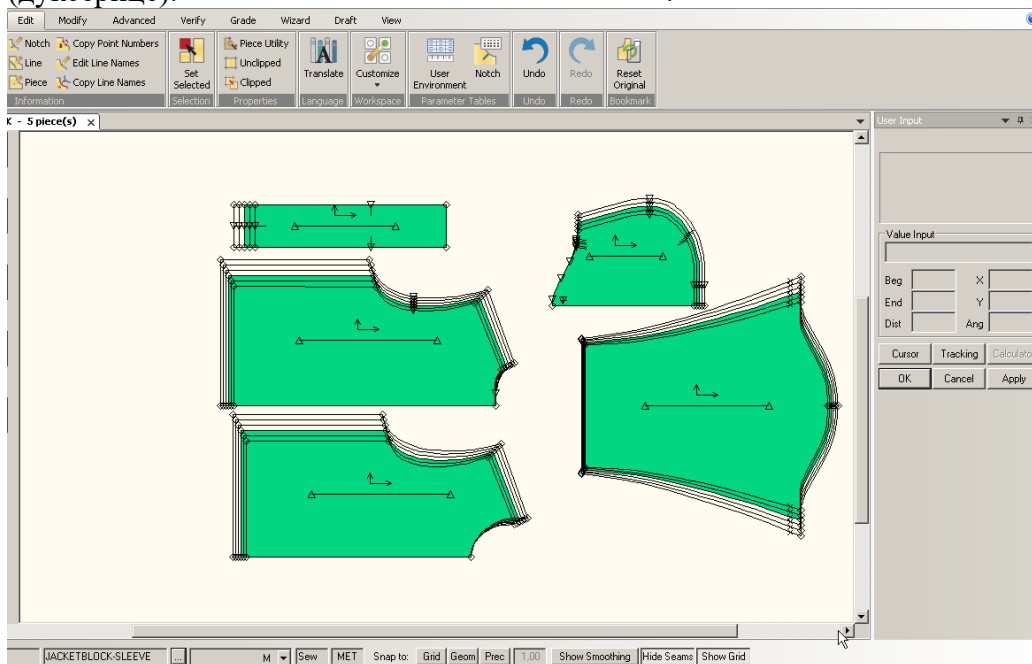 (дуксерице).
Edit Modify Advanced Verify Grade Wizard Draft View
Notch Copy Point Numbers
Line Edit Line Names
Piece Copy Line Names
Set Selected
Piece Utility
Unclipped
Clipped
Translate
Customize
User Environment
Notch
Undo
Redo
Reset Original
Information Selection Properties Language Workspace Parameter Tables Undo Redo Bookmark
K - 5 piece(s) x
User Input
Value Input
Beg X
End Y
Dist Ang
Cursor Tracking Calculato
OK Cancel Apply
JACKETBLOCK-SLEEVE ... M Sew MET Snap to: Grid Geom Prec 1,00 Show Smoothing Hide Seams Show Grid